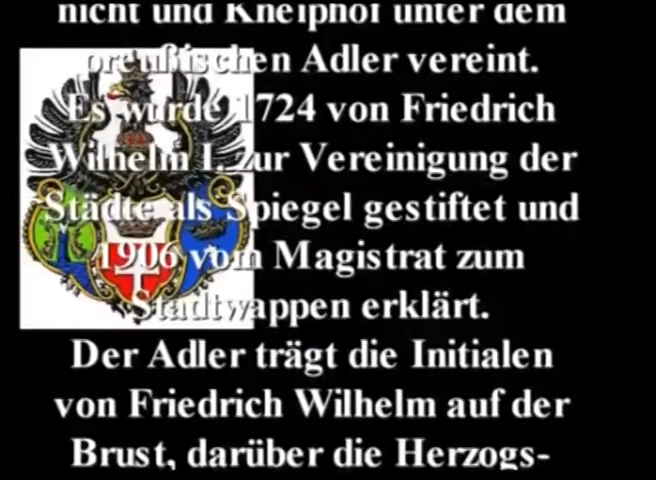 nicht und Kneiphof unter dem
preußischen Adler vereint.
Es wurde 1724 von Friedrich
Wilhelm I. zur Vereinigung der
Städte als Spiegel gestiftet und
1906 vom Magistrat zum
Stadtwappen erklärt.
Der Adler trägt die Initialen
von Friedrich Wilhelm auf der
Brust, darüber die Herzogs-